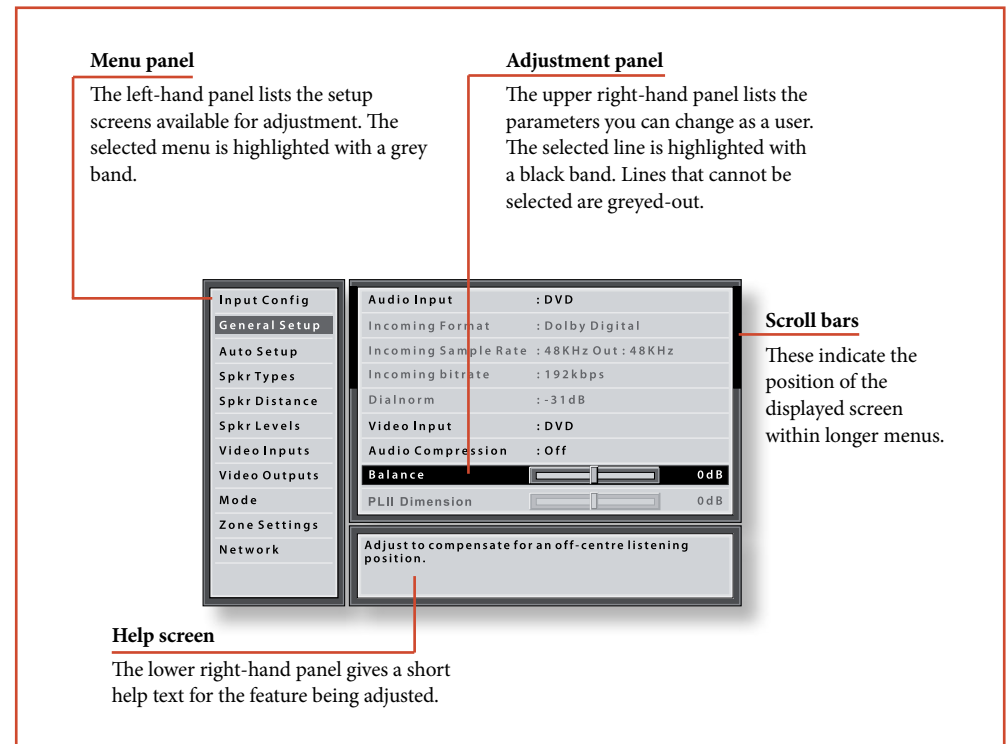 Menu panel
The left-hand panel lists the setup
screens available for adjustment. The
selected menu is highlighted with a grey
band.
Adjustment panel
The upper right-hand panel lists the
parameters you can change as a user.
The selected line is highlighted with
a black band. Lines that cannot be
selected are greyed-out.
Input Config
General Setup
Auto Setup
Spkr Types
Spkr Distance
Spkr Levels
Video Inputs
Video Outputs
Mode
Zone Settings
Network
Audio Input : DVD
Incoming Format : Dolby Digital
Incoming Sample Rate : 48KHz Out : 48KHz
Incoming bitrate : 192kbps
Dialnorm : -31dB
Video Input : DVD
Audio Compression : Off
Balance 0dB
PLII Dimension 0dB
Adjust to compensate for an off-centre listening
position.
Scroll bars
These indicate the
position of the
displayed screen
within longer menus.
Help screen
The lower right-hand panel gives a short
help text for the feature being adjusted.